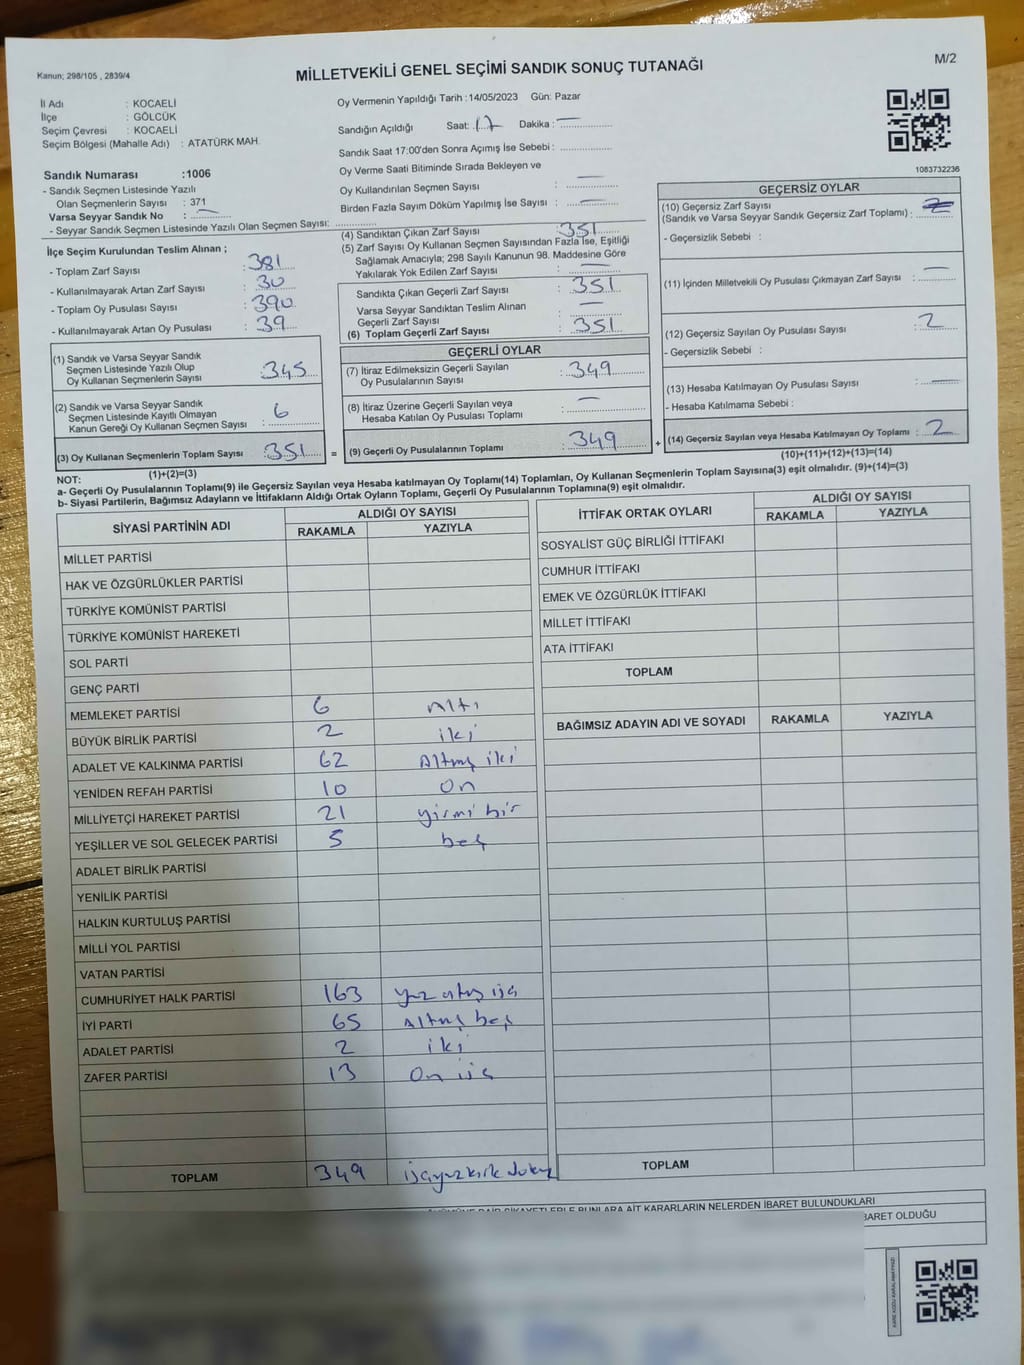 Kanun; 298/105 , 2839/4
MİLLETVEKİLİ GENEL SEÇİMİ SANDIK SONUÇ TUTANAĞI
M/2
İl Adı : KOCAELİ
İlçe : GÖLCÜK
Seçim Çevresi : KOCAELİ
Seçim Bölgesi (Mahalle Adı) : ATATÜRK MAH.
Sandık Numarası :1006
- Sandık Seçmen Listesinde Yazılı
Olan Seçmenlerin Sayısı : 371
Varsa Seyyar Sandık No : —
- Seyyar Sandık Seçmen Listesinde Yazılı Olan Seçmen Sayısı:
Oy Vermenin Yapıldığı Tarih :14/05/2023 Gün: Pazar
Sandığın Açıldığı Saat: 17 Dakika : —
Sandık Saat 17:00'den Sonra Açımış İse Sebebi :
Oy Verme Saati Bitiminde Sırada Bekleyen ve
Oy Kullandırılan Seçmen Sayısı : —
Birden Fazla Sayım Döküm Yapılmış İse Sayısı : —
1083732236
İlçe Seçim Kurulundan Teslim Alınan ;
- Toplam Zarf Sayısı : 381
- Kullanılmayarak Artan Zarf Sayısı : 30
- Toplam Oy Pusulası Sayısı : 390
- Kullanılmayarak Artan Oy Pusulası : 39
(1) Sandık ve Varsa Seyyar Sandık
Seçmen Listesinde Yazılı Olup
Oy Kullanan Seçmenlerin Sayısı : 345
(2) Sandık ve Varsa Seyyar Sandık
Seçmen Listesinde Kayıtlı Olmayan
Kanun Gereği Oy Kullanan Seçmen Sayısı : 6
(3) Oy Kullanan Seçmenlerin Toplam Sayısı : 351
(1)+(2)=(3)
(4) Sandıktan Çıkan Zarf Sayısı : 351
(5) Zarf Sayısı Oy Kullanan Seçmen Sayısından Fazla İse, Eşitliği
Sağlamak Amacıyla; 298 Sayılı Kanunun 98. Maddesine Göre
Yakılarak Yok Edilen Zarf Sayısı : —
Sandıkta Çıkan Geçerli Zarf Sayısı : 351
Varsa Seyyar Sandıktan Teslim Alınan
Geçerli Zarf Sayısı : —
(6) Toplam Geçerli Zarf Sayısı : 351
GEÇERLİ OYLAR
(7) İtiraz Edilmeksizin Geçerli Sayılan
Oy Pusulalarının Sayısı : 349
(8) İtiraz Üzerine Geçerli Sayılan veya
Hesaba Katılan Oy Pusulası Toplamı : —
= (9) Geçerli Oy Pusulalarının Toplamı : 349
GEÇERSİZ OYLAR
(10) Geçersiz Zarf Sayısı
(Sandık ve Varsa Seyyar Sandık Geçersiz Zarf Toplamı) :
- Geçersizlik Sebebi :
(11) İçinden Milletvekili Oy Pusulası Çıkmayan Zarf Sayısı : —
(12) Geçersiz Sayılan Oy Pusulası Sayısı : 2
- Geçersizlik Sebebi :
(13) Hesaba Katılmayan Oy Pusulası Sayısı : —
- Hesaba Katılmama Sebebi :
+ (14) Geçersiz Sayılan veya Hesaba Katılmayan Oy Toplamı : 2
(10)+(11)+(12)+(13)=(14)
NOT:
a- Geçerli Oy Pusulalarının Toplamı(9) ile Geçersiz Sayılan veya Hesaba katılmayan Oy Toplamı(14) Toplamları, Oy Kullanan Seçmenlerin Toplam Sayısına(3) eşit olmalıdır. (9)+(14)=(3)
b- Siyasi Partilerin, Bağımsız Adayların ve İttifakların Aldığı Ortak Oyların Toplamı, Geçerli Oy Pusulalarının Toplamına(9) eşit olmalıdır.
SİYASİ PARTİNİN ADI ALDIĞI OY SAYISI
RAKAMLA YAZIYLA
MİLLET PARTİSİ
HAK VE ÖZGÜRLÜKLER PARTİSİ
TÜRKİYE KOMÜNİST PARTİSİ
TÜRKİYE KOMÜNİST HAREKETİ
SOL PARTİ
GENÇ PARTİ
MEMLEKET PARTİSİ 6 Altı
BÜYÜK BİRLİK PARTİSİ 2 iki
ADALET VE KALKINMA PARTİSİ 62 Altmış iki
YENİDEN REFAH PARTİSİ 10 On
MİLLİYETÇİ HAREKET PARTİSİ 21 yirmi bir
YEŞİLLER VE SOL GELECEK PARTİSİ 5 beş
ADALET BİRLİK PARTİSİ
YENİLİK PARTİSİ
HALKIN KURTULUŞ PARTİSİ
MİLLİ YOL PARTİSİ
VATAN PARTİSİ
CUMHURİYET HALK PARTİSİ 163 yüz atmış üç
İYİ PARTİ 65 Altmış beş
ADALET PARTİSİ 2 iki
ZAFER PARTİSİ 13 On üç
TOPLAM 349 üçyüzkırk dokuz
İTTİFAK ORTAK OYLARI ALDIĞI OY SAYISI
RAKAMLA YAZIYLA
SOSYALİST GÜÇ BİRLİĞİ İTTİFAKI
CUMHUR İTTİFAKI
EMEK VE ÖZGÜRLÜK İTTİFAKI
MİLLET İTTİFAKI
ATA İTTİFAKI
TOPLAM
BAĞIMSIZ ADAYIN ADI VE SOYADI RAKAMLA YAZIYLA
TOPLAM
ŞİKAYETLERLE BUNLARA AİT KARARLARIN NELERDEN İBARET BULUNDUKLARI
BARET OLDUĞU
KARE KODU KARALAMAYINIZ!